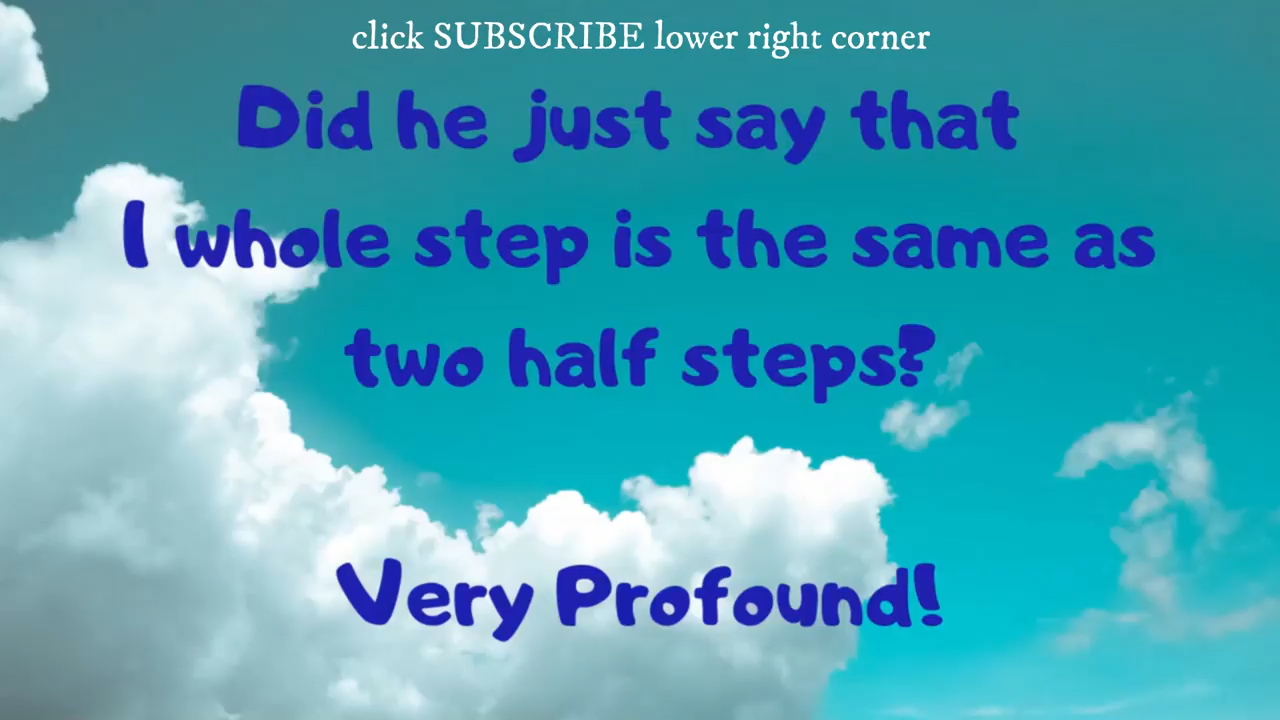 click SUBSCRIBE lower right corner
Did he just say that
I whole step is the same as
two half steps?
Very Profound!